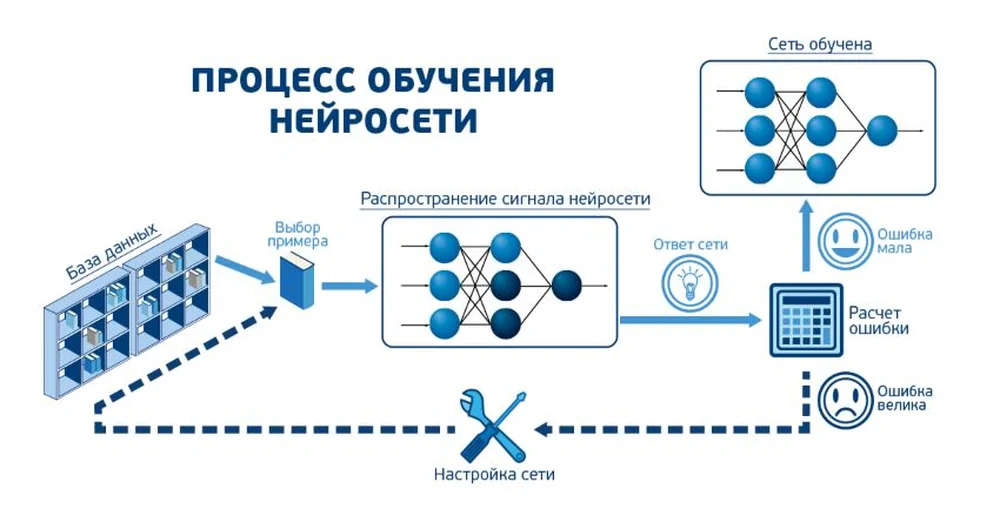 ПРОЦЕСС ОБУЧЕНИЯ
НЕЙРОСЕТИ
База данных
Выбор
примера
Распространение сигнала нейросети
Ответ сети
Сеть обучена
Ошибка
мала
Расчет
ошибки
Ошибка
велика
Настройка сети